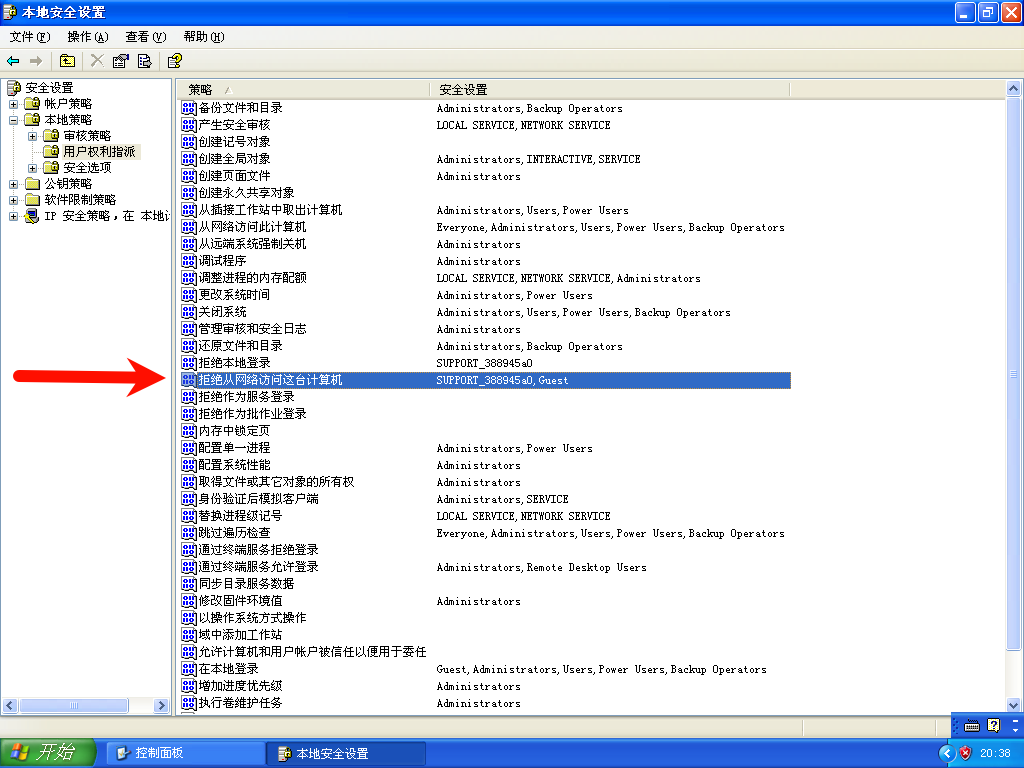 本地安全设置
文件(F) 操作(A) 查看(V) 帮助(H)
安全设置
帐户策略
本地策略
审核策略
用户权利指派
安全选项
公钥策略
软件限制策略
IP 安全策略，在 本地计
策略 安全设置
备份文件和目录 Administrators,Backup Operators
产生安全审核 LOCAL SERVICE,NETWORK SERVICE
创建记号对象
创建全局对象 Administrators,INTERACTIVE,SERVICE
创建页面文件 Administrators
创建永久共享对象
从插接工作站中取出计算机 Administrators,Users,Power Users
从网络访问此计算机 Everyone,Administrators,Users,Power Users,Backup Operators
从远端系统强制关机 Administrators
调试程序 Administrators
调整进程的内存配额 LOCAL SERVICE,NETWORK SERVICE,Administrators
更改系统时间 Administrators,Power Users
关闭系统 Administrators,Users,Power Users,Backup Operators
管理审核和安全日志 Administrators
还原文件和目录 Administrators,Backup Operators
拒绝本地登录 SUPPORT_388945a0
拒绝从网络访问这台计算机 SUPPORT_388945a0,Guest
拒绝作为服务登录
拒绝作为批作业登录
内存中锁定页
配置单一进程 Administrators,Power Users
配置系统性能 Administrators
取得文件或其它对象的所有权 Administrators
身份验证后模拟客户端 Administrators,SERVICE
替换进程级记号 LOCAL SERVICE,NETWORK SERVICE
跳过遍历检查 Everyone,Administrators,Users,Power Users,Backup Operators
通过终端服务拒绝登录
通过终端服务允许登录 Administrators,Remote Desktop Users
同步目录服务数据
修改固件环境值 Administrators
以操作系统方式操作
域中添加工作站
允许计算机和用户帐户被信任以便用于委任
在本地登录 Guest,Administrators,Users,Power Users,Backup Operators
增加进度优先级 Administrators
执行卷维护任务 Administrators
开始 控制面板 本地安全设置 20:38